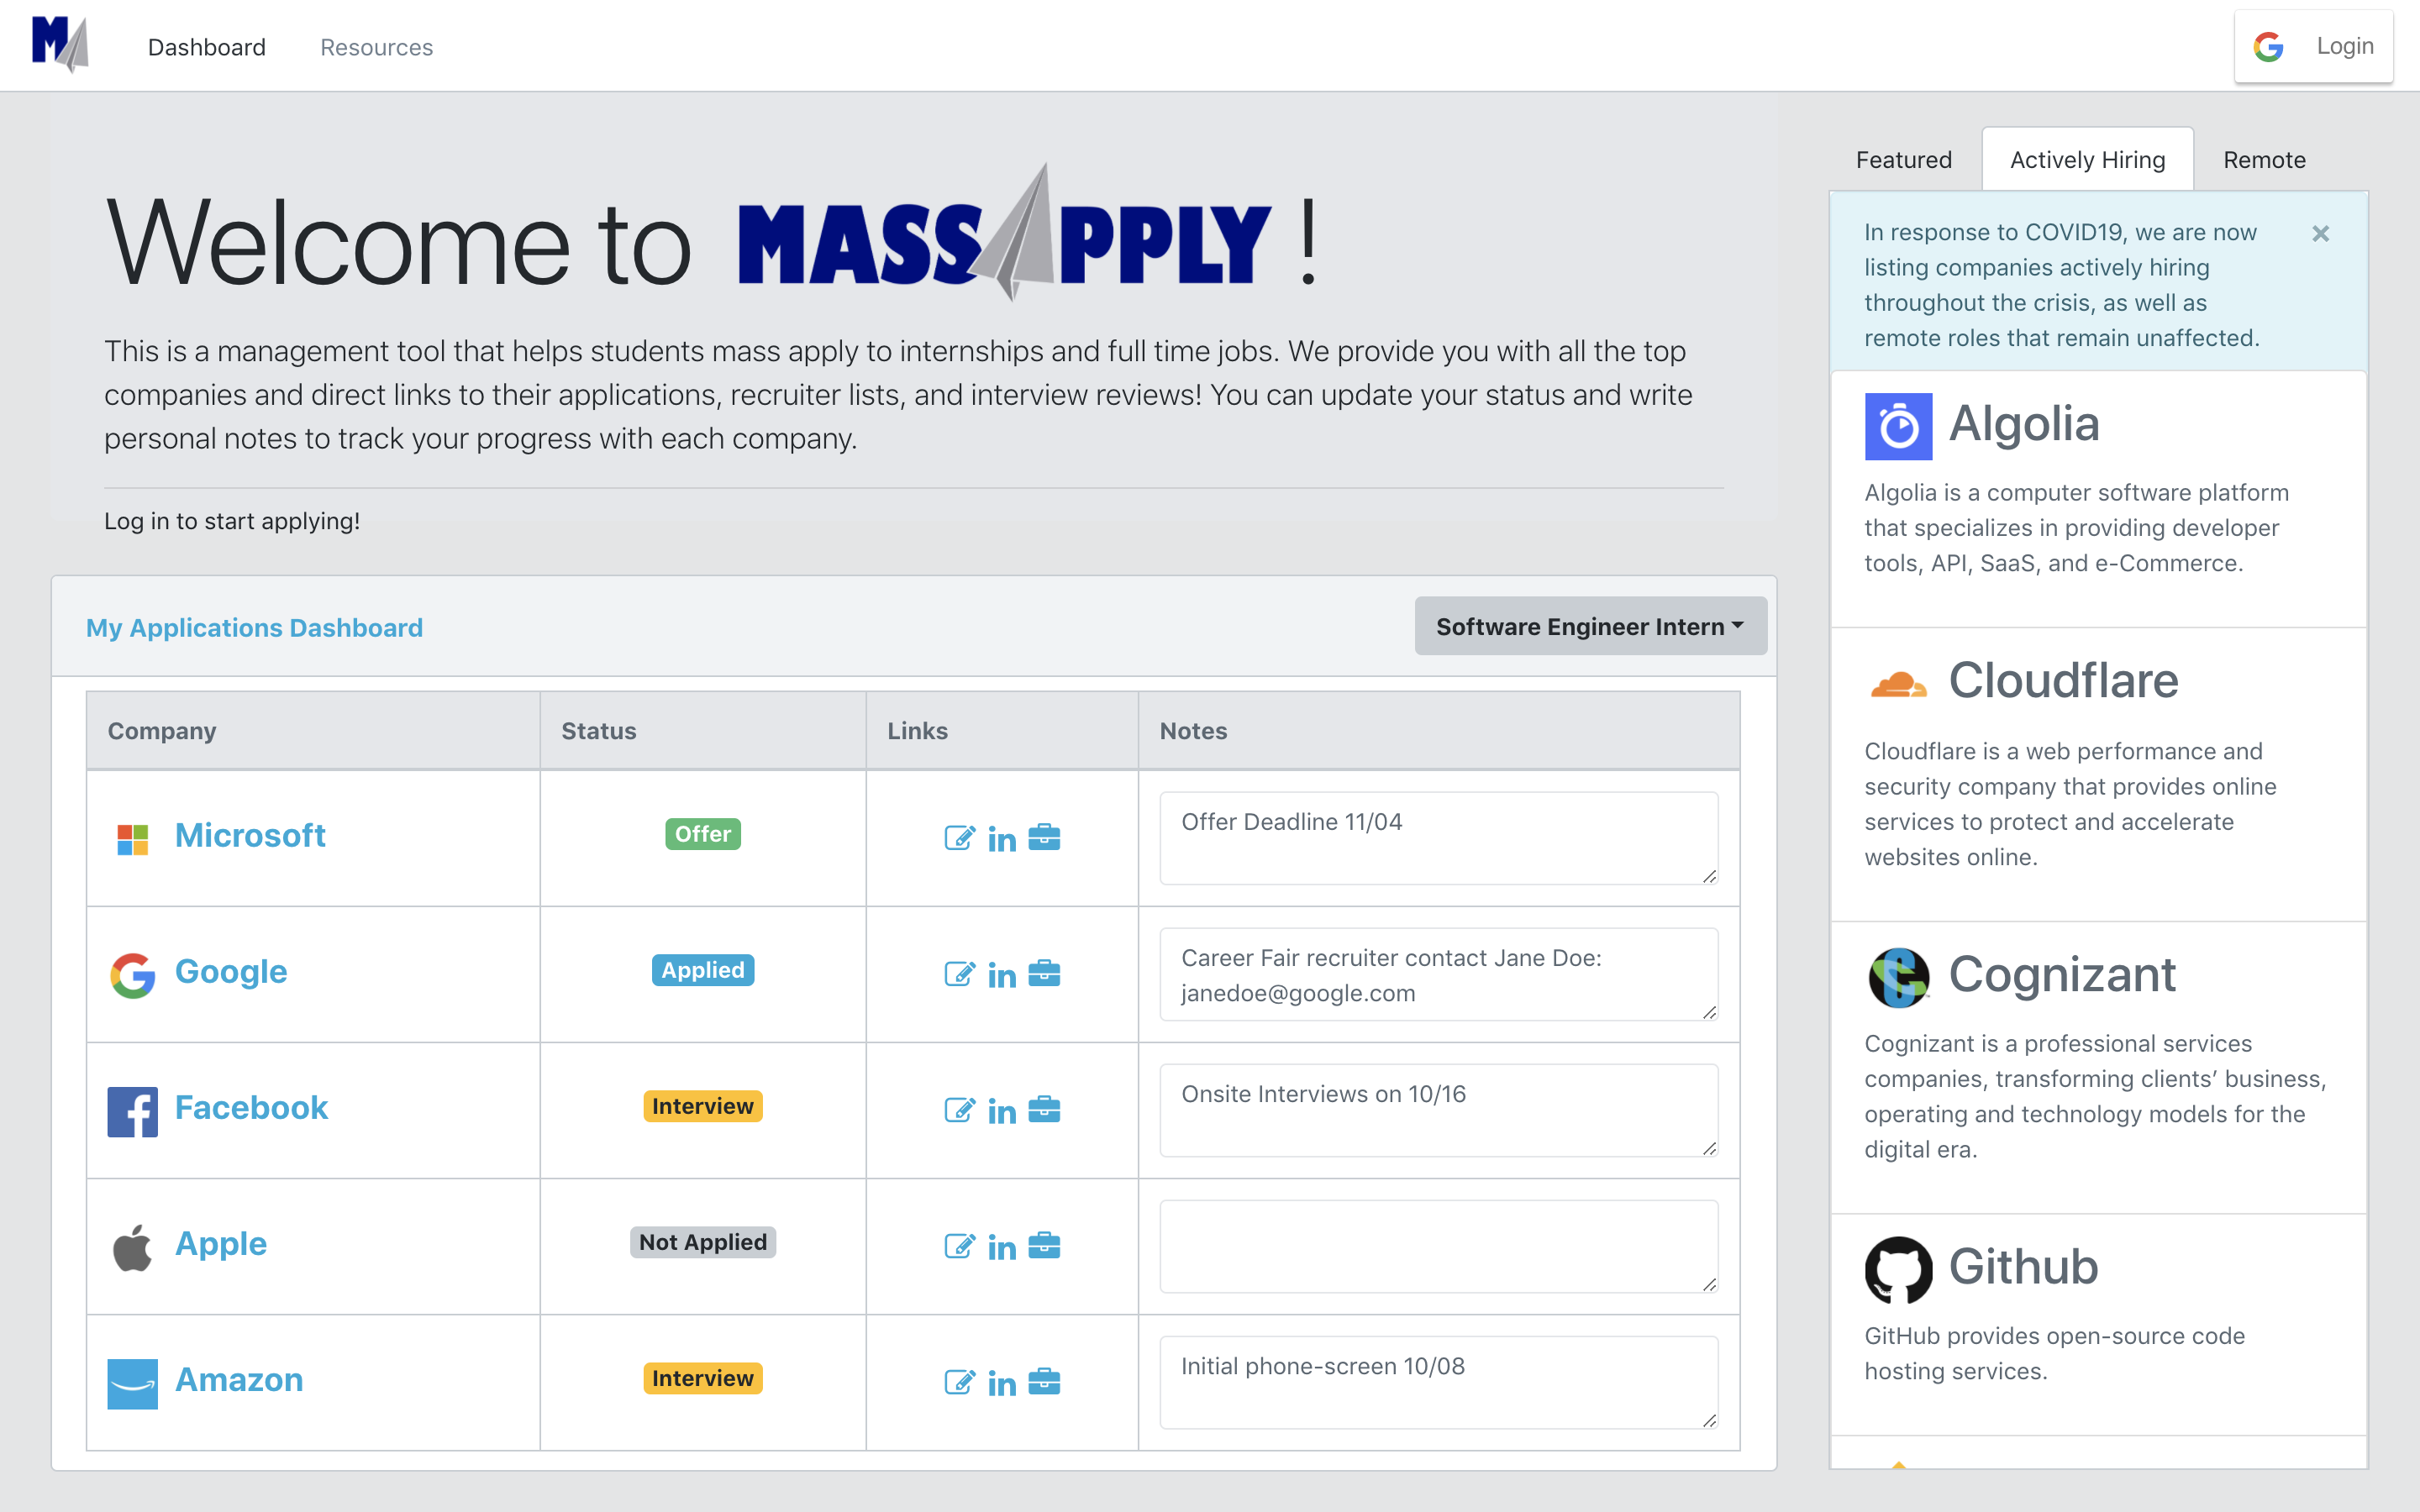 MA
Dashboard
Resources
Login
Welcome to MASSAPPLY !
This is a management tool that helps students mass apply to internships and full time jobs. We provide you with all the top
companies and direct links to their applications, recruiter lists, and interview reviews! You can update your status and write
personal notes to track your progress with each company.
Log in to start applying!
My Applications Dashboard
Software Engineer Intern
Company
Status
Links
Notes
Microsoft
Offer
in
Offer Deadline 11/04
Google
Applied
in
Career Fair recruiter contact Jane Doe:
janedoe@google.com
Facebook
Interview
in
Onsite Interviews on 10/16
Apple
Not Applied
in
Amazon
Interview
in
Initial phone-screen 10/08
Featured
Actively Hiring
Remote
In response to COVID19, we are now
listing companies actively hiring
throughout the crisis, as well as
remote roles that remain unaffected.
×
Algolia
Algolia is a computer software platform
that specializes in providing developer
tools, API, SaaS, and e-Commerce.
Cloudflare
Cloudflare is a web performance and
security company that provides online
services to protect and accelerate
websites online.
Cognizant
Cognizant is a professional services
companies, transforming clients’ business,
operating and technology models for the
digital era.
Github
GitHub provides open-source code
hosting services.